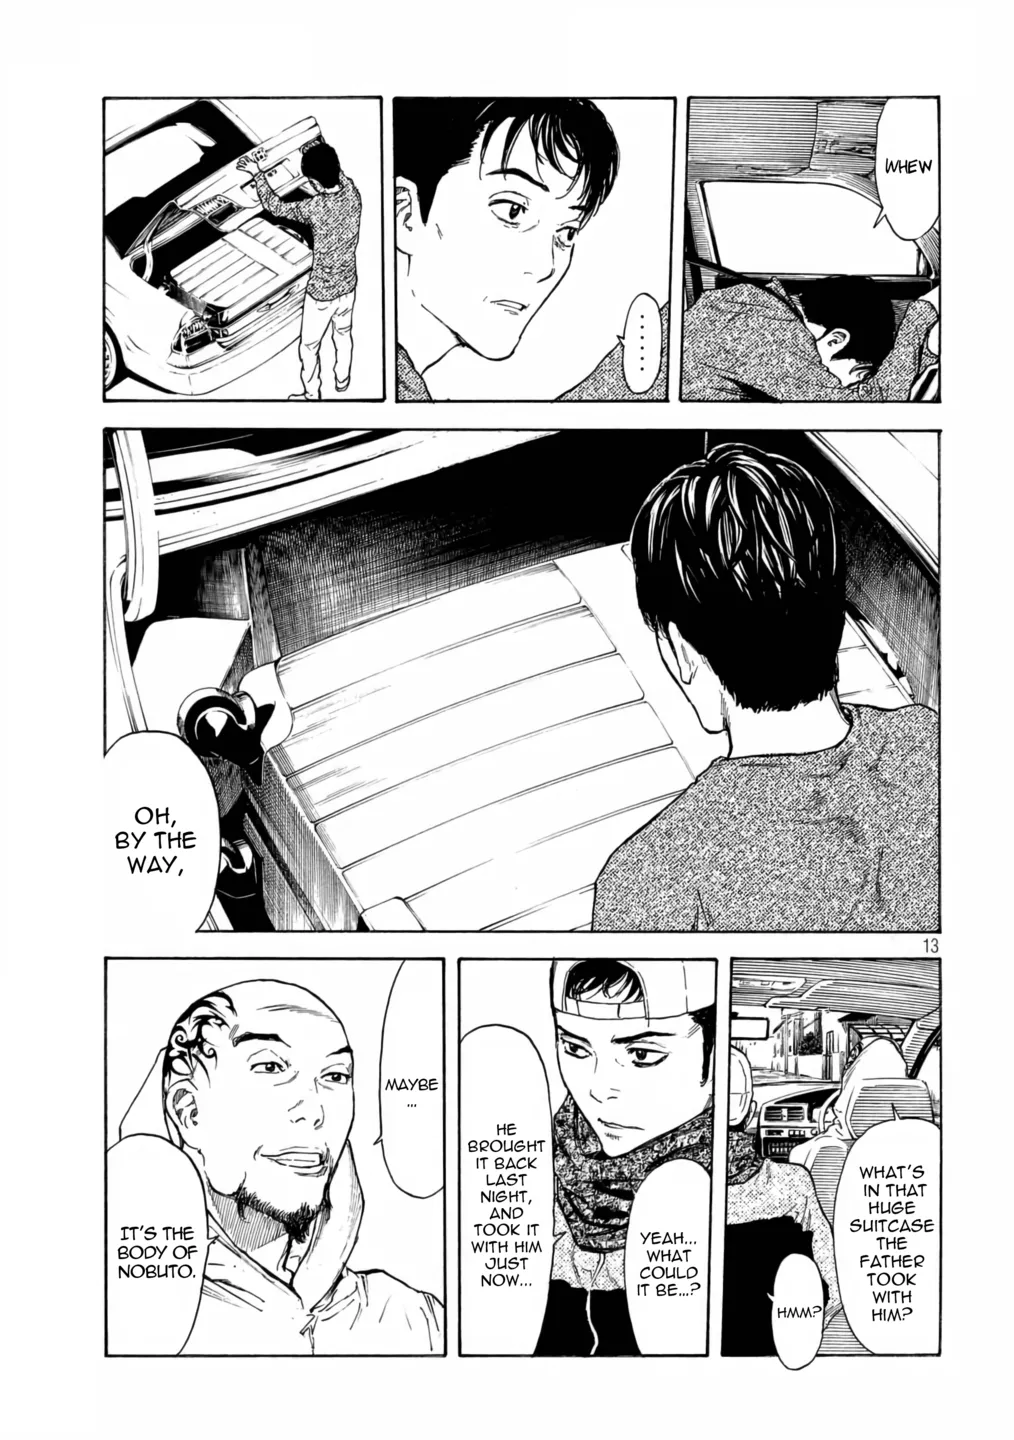 WHEW
......
OH,
BY THE
WAY,
13
WHAT'S
IN THAT
HUGE
SUITCASE
THE
FATHER
TOOK
WITH
HIM?
HMM?
YEAH...
WHAT
COULD
IT BE...?
HE
BROUGHT
IT BACK
LAST
NIGHT,
AND
TOOK IT
WITH HIM
JUST
NOW...
MAYBE
...
IT'S THE
BODY OF
NOBUTO.